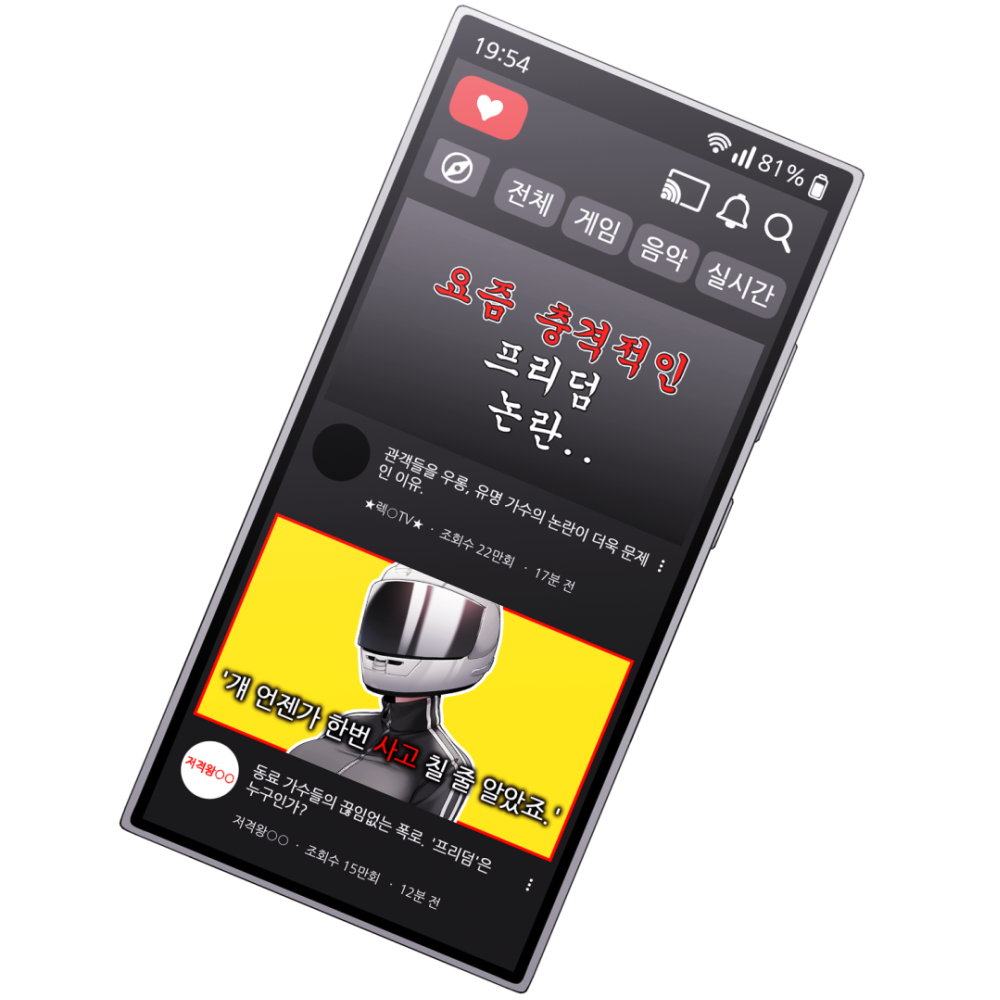 19:54
81%
전체 게임 음악 실시간
요즘 충격적인
프리덤
논란..
관객들을 우롱, 유명 가수의 논란이 더욱 문제
인 이유.
★렉○TV★ · 조회수 22만회 · 17분 전
'걔 언젠가 한번 사고 칠 줄 알았죠.'
저격왕○○
동료 가수들의 끊임없는 폭로. '프리덤'은
누구인가?
저격왕○○ · 조회수 15만회 · 12분 전